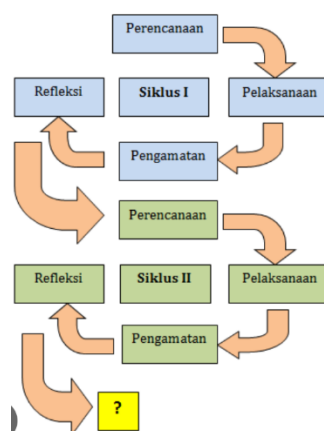 Perencanaan
Refleksi
Siklus I
Pelaksanaan
Pengamatan
Perencanaan
Refleksi
Siklus II
Pelaksanaan
Pengamatan
?